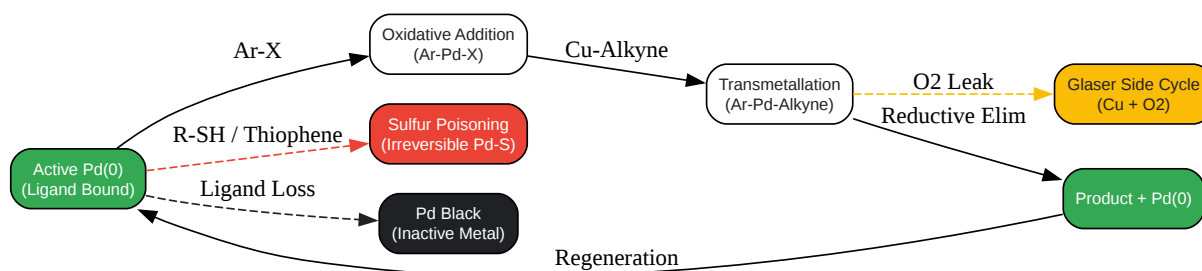 Ar-X
Oxidative Addition
(Ar-Pd-X)
Cu-Alkyne
Transmetallation
(Ar-Pd-Alkyne)
O2 Leak
Glaser Side Cycle
(Cu + O2)
Reductive Elim
R-SH / Thiophene
Sulfur Poisoning
(Irreversible Pd-S)
Active Pd(0)
(Ligand Bound)
Ligand Loss
Pd Black
(Inactive Metal)
Product + Pd(0)
Regeneration